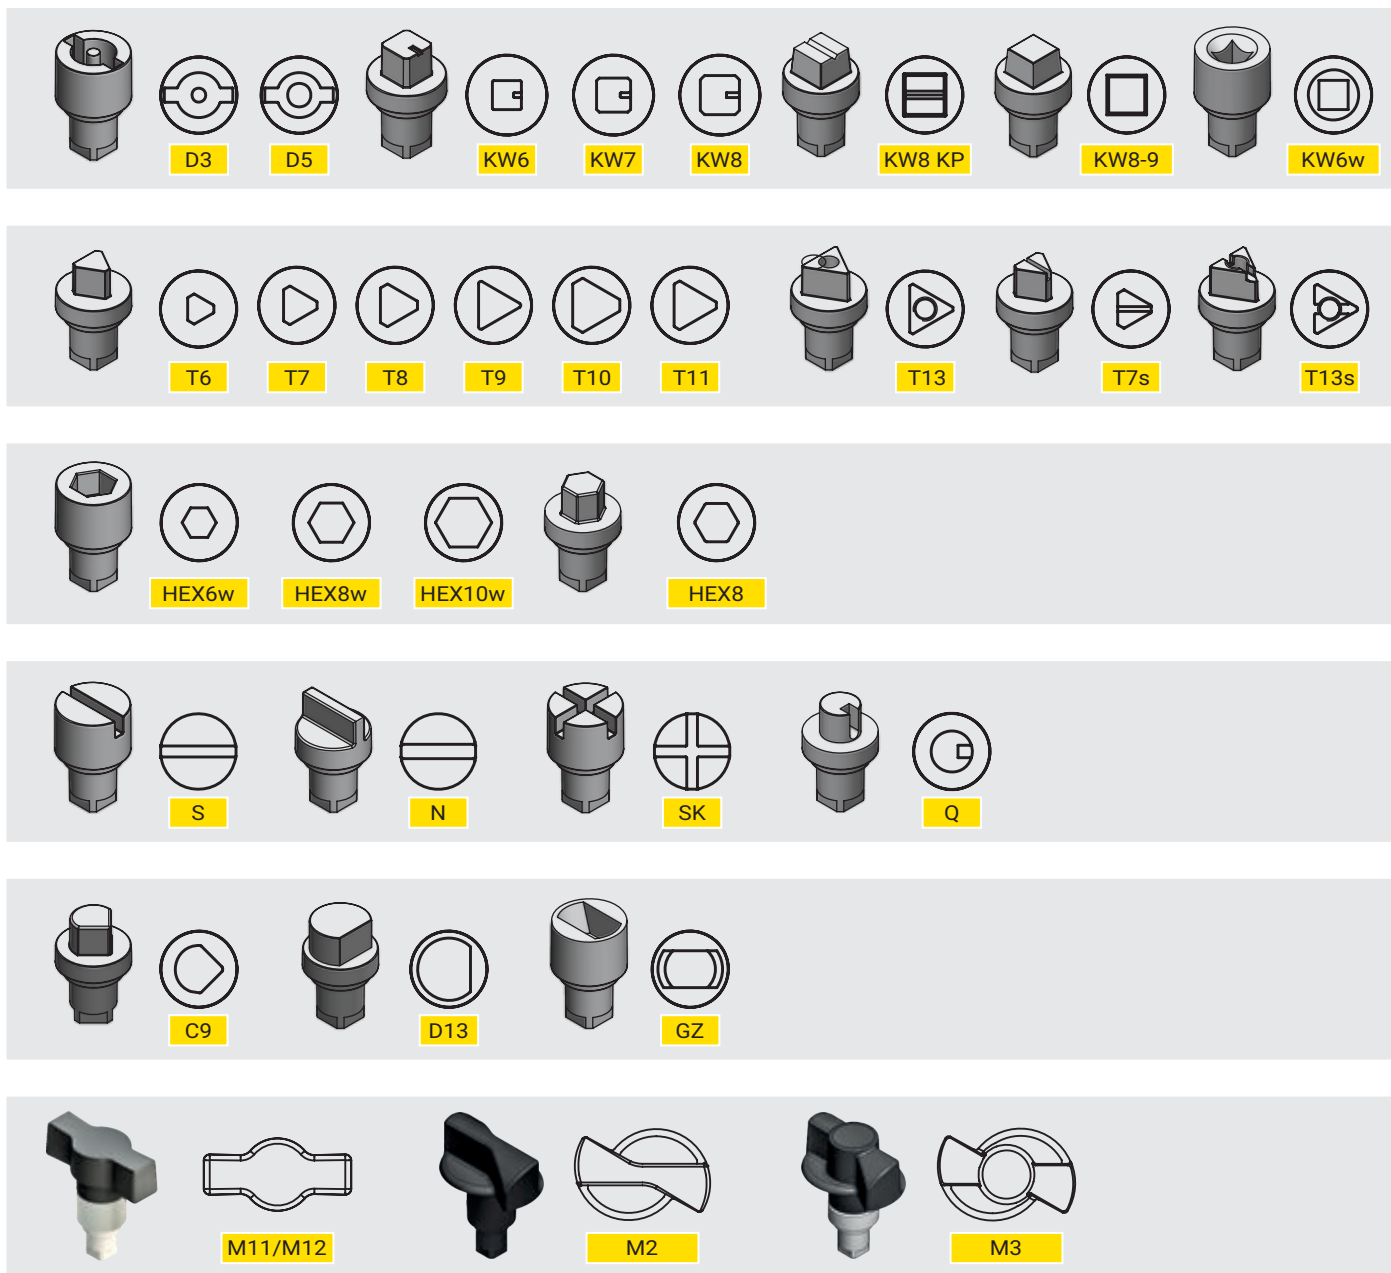 D3 D5 KW6 KW7 KW8 KW8 KP KW8-9 KW6w
T6 T7 T8 T9 T10 T11 T13 T7s T13s
HEX6w HEX8w HEX10w HEX8
S N SK Q
C9 D13 GZ
M11/M12 M2 M3